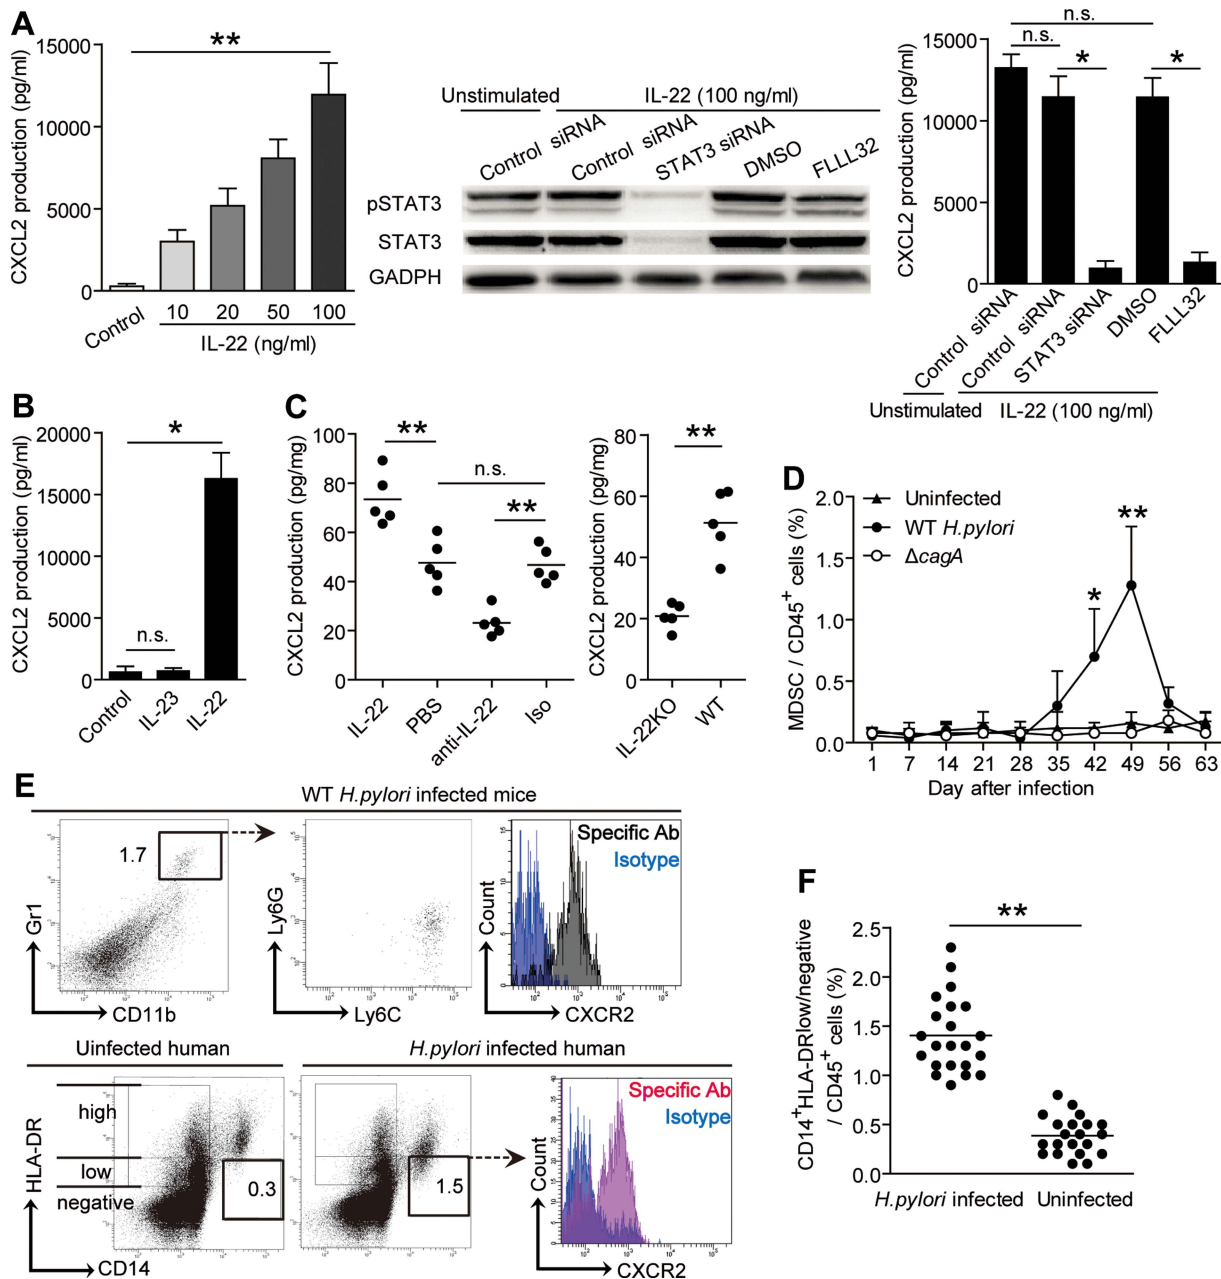 A
CXCL2 production (pg/ml)
15000
10000
5000
0
**
Control
10 20 50 100
IL-22 (ng/ml)
Unstimulated
IL-22 (100 ng/ml)
Control siRNA
Control siRNA
STAT3 siRNA
DMSO
FLLL32
pSTAT3
STAT3
GADPH
CXCL2 production (pg/ml)
15000
10000
5000
0
n.s.
n.s.
*
*
Control siRNA
Control siRNA
STAT3 siRNA
DMSO
FLLL32
Unstimulated
IL-22 (100 ng/ml)
B
CXCL2 production (pg/ml)
20000
15000
10000
5000
0
*
n.s.
Control
IL-23
IL-22
C
CXCL2 production (pg/mg)
100
80
60
40
20
0
**
n.s.
**
IL-22
PBS
anti-IL-22
Iso
CXCL2 production (pg/mg)
80
60
40
20
0
**
IL-22KO
WT
D
MDSC / CD45+ cells (%)
2.0
1.5
1.0
0.5
0.0
Uninfected
WT H.pylori
ΔcagA
*
**
1 7 14 21 28 35 42 49 56 63
Day after infection
E
WT H.pylori infected mice
Gr1
1.7
CD11b
Ly6G
Ly6C
Count
Specific Ab
Isotype
CXCR2
Uinfected human
H.pylori infected human
HLA-DR
high
low
negative
0.3
CD14
1.5
Count
Specific Ab
Isotype
CXCR2
F
CD14+HLA-DRlow/negative
/ CD45+ cells (%)
2.5
2.0
1.5
1.0
0.5
0.0
**
H.pylori infected
Uninfected